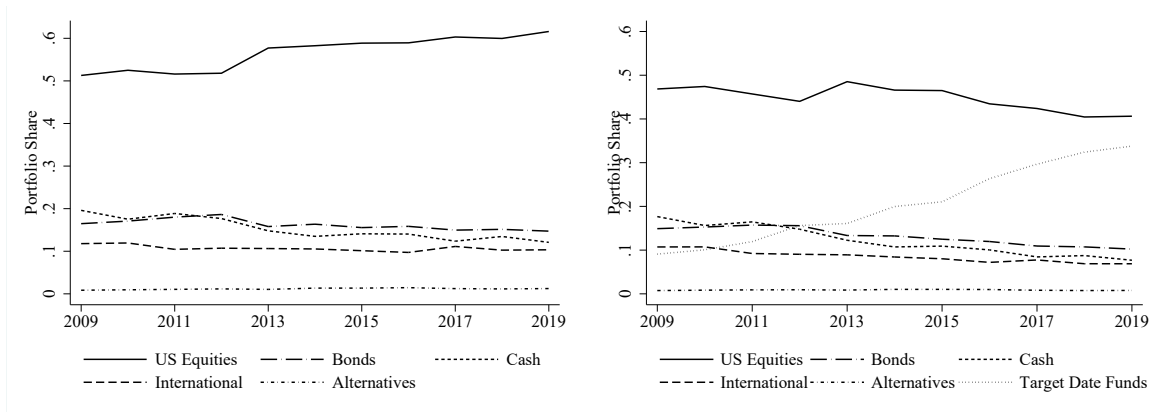 Portfolio Share
.6
.5
.4
.3
.2
.1
0
2009 2011 2013 2015 2017 2019
US Equities Bonds Cash
International Alternatives
Portfolio Share
.6
.5
.4
.3
.2
.1
0
2009 2011 2013 2015 2017 2019
US Equities Bonds Cash
International Alternatives Target Date Funds